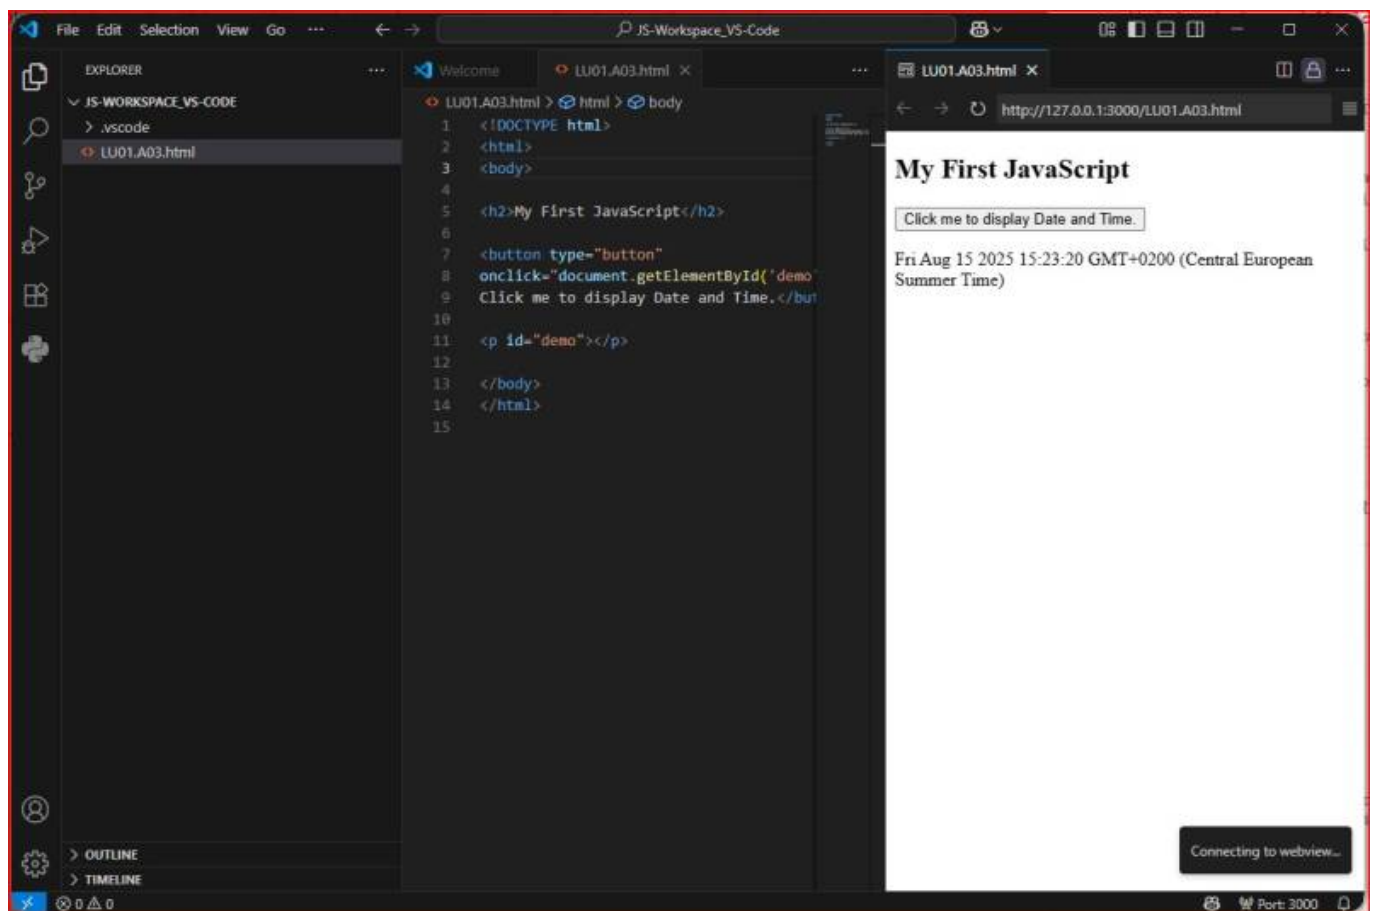 File Edit Selection View Go ··· JS-Workspace_VS-Code
EXPLORER ···
JS-WORKSPACE_VS-CODE
.vscode
LU01.A03.html
OUTLINE
TIMELINE
Welcome LU01.A03.html ···
LU01.A03.html > html > body
1 <!DOCTYPE html>
2 <html>
3 <body>
4
5 <h2>My First JavaScript</h2>
6
7 <button type="button"
8 onclick="document.getElementById('demo'
9 Click me to display Date and Time.</but
10
11 <p id="demo"></p>
12
13 </body>
14 </html>
15
LU01.A03.html ···
http://127.0.0.1:3000/LU01.A03.html
My First JavaScript
Click me to display Date and Time.
Fri Aug 15 2025 15:23:20 GMT+0200 (Central European
Summer Time)
Connecting to webview...
0 0 Port: 3000